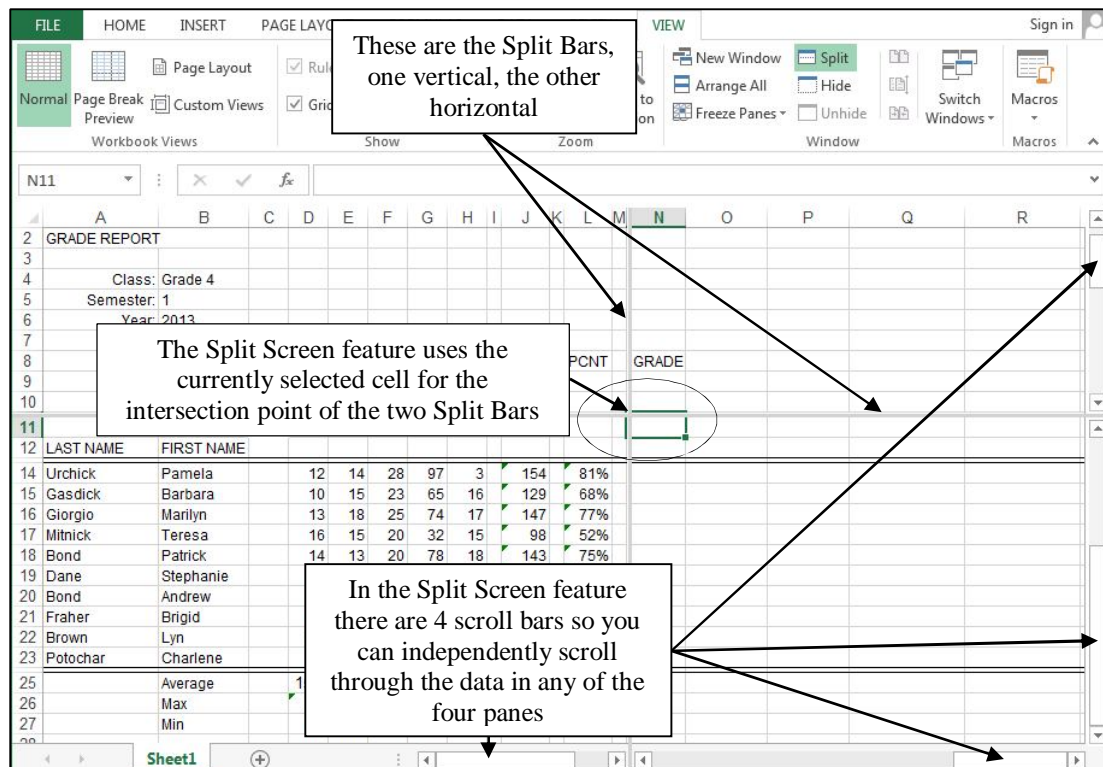 FILE HOME INSERT PAGE LAYO VIEW Sign in
These are the Split Bars,
one vertical, the other
horizontal
Normal Page Break
Preview
Page Layout
Custom Views
Workbook Views
Rul
Gri
Show
Zoom
to
on
New Window
Arrange All
Freeze Panes
Split
Hide
Unhide
Window
Switch
Windows
Macros
Macros
N11 fx
A B C D E F G H I J K L M N O P Q R
2 GRADE REPORT
3
4 Class: Grade 4
5 Semester: 1
6 Year: 2013
7
The Split Screen feature uses the
currently selected cell for the
intersection point of the two Split Bars
8 PCNT GRADE
9
10
11
12 LAST NAME FIRST NAME
14 Urchick Pamela 12 14 28 97 3 154 81%
15 Gasdick Barbara 10 15 23 65 16 129 68%
16 Giorgio Marilyn 13 18 25 74 17 147 77%
17 Mitnick Teresa 16 15 20 32 15 98 52%
18 Bond Patrick 14 13 20 78 18 143 75%
19 Dane Stephanie
20 Bond Andrew
21 Fraher Brigid
22 Brown Lyn
23 Potochar Charlene
25 Average 1
26 Max
27 Min
In the Split Screen feature
there are 4 scroll bars so you
can independently scroll
through the data in any of the
four panes
Sheet1